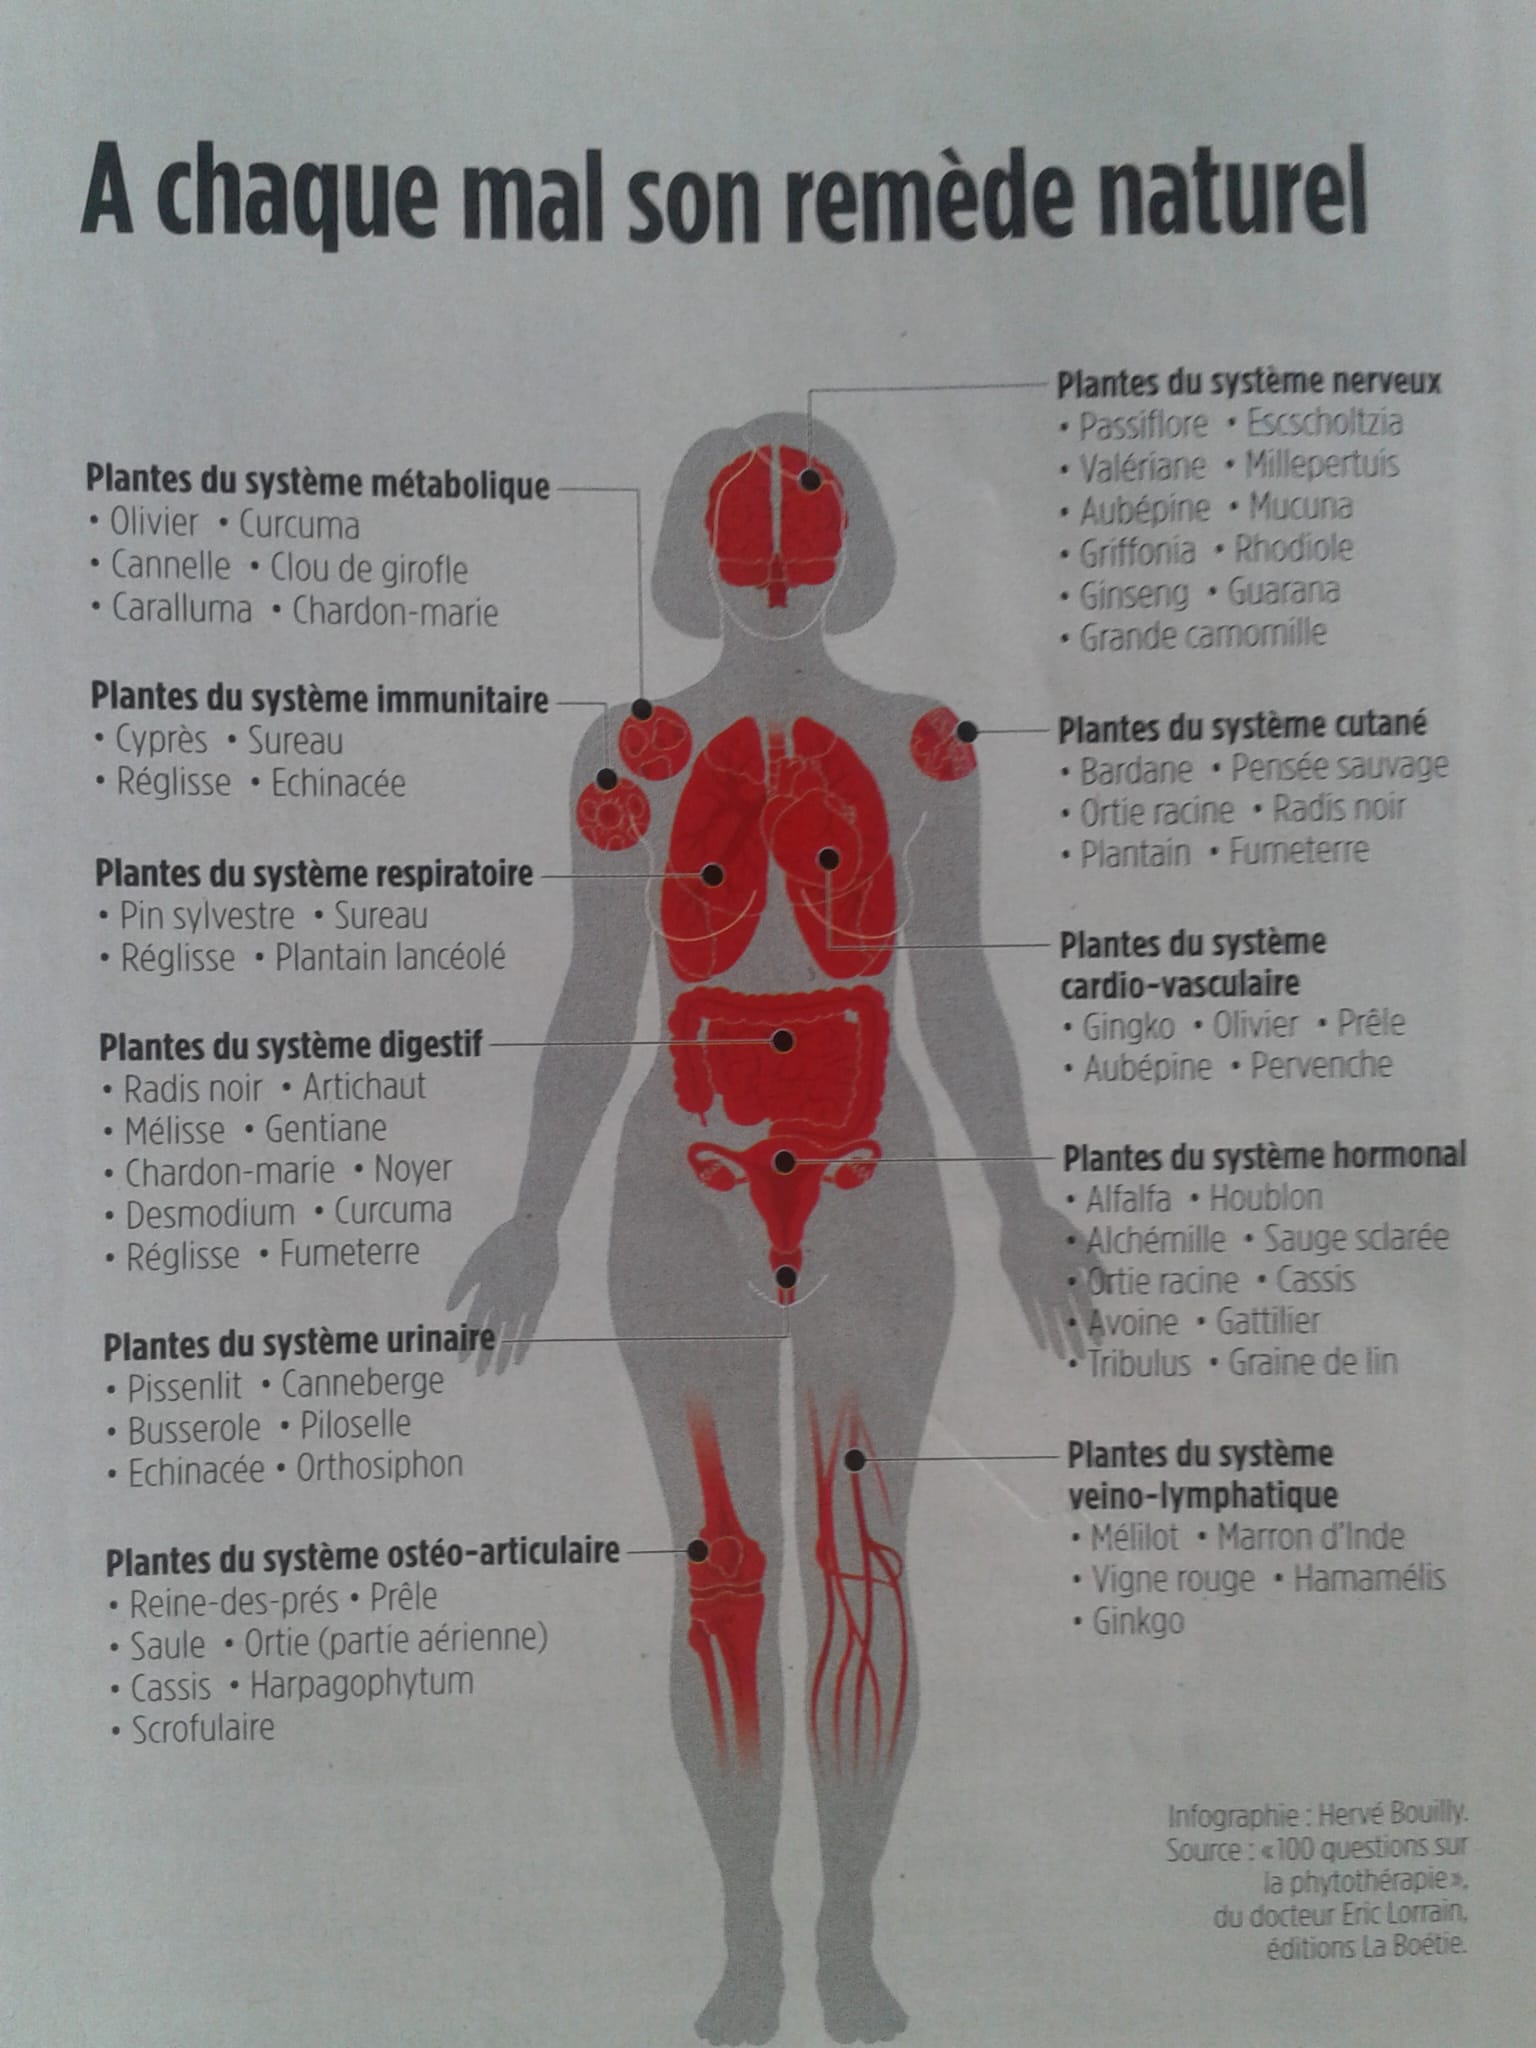 A chaque mal son remède naturel
Plantes du système métabolique
• Olivier • Curcuma
• Cannelle • Clou de girofle
• Caralluma • Chardon-marie
Plantes du système immunitaire
• Cyprès • Sureau
• Réglisse • Echinacée
Plantes du système respiratoire
• Pin sylvestre • Sureau
• Réglisse • Plantain lancéolé
Plantes du système digestif
• Radis noir • Artichaut
• Mélisse • Gentiane
• Chardon-marie • Noyer
• Desmodium • Curcuma
• Réglisse • Fumeterre
Plantes du système urinaire
• Pissenlit • Canneberge
• Busserole • Piloselle
• Echinacée • Orthosiphon
Plantes du système ostéo-articulaire
• Reine-des-prés • Prêle
• Saule • Ortie (partie aérienne)
• Cassis • Harpagophytum
• Scrofulaire
Plantes du système nerveux
• Passiflore • Escscholtzia
• Valériane • Millepertuis
• Aubépine • Mucuna
• Griffonia • Rhodiole
• Ginseng • Guarana
• Grande camomille
Plantes du système cutané
• Bardane • Pensée sauvage
• Ortie racine • Radis noir
• Plantain • Fumeterre
Plantes du système
cardio-vasculaire
• Gingko • Olivier • Prêle
• Aubépine • Pervenche
Plantes du système hormonal
• Alfalfa • Houblon
• Alchémille • Sauge sclarée
• Ortie racine • Cassis
• Avoine • Gattilier
• Tribulus • Graine de lin
Plantes du système
veino-lymphatique
• Mélilot • Marron d'Inde
• Vigne rouge • Hamamélis
• Ginkgo
Infographie : Hervé Bouilly.
Source : «100 questions sur
la phytothérapie»,
du docteur Eric Lorrain,
éditions La Boétie.